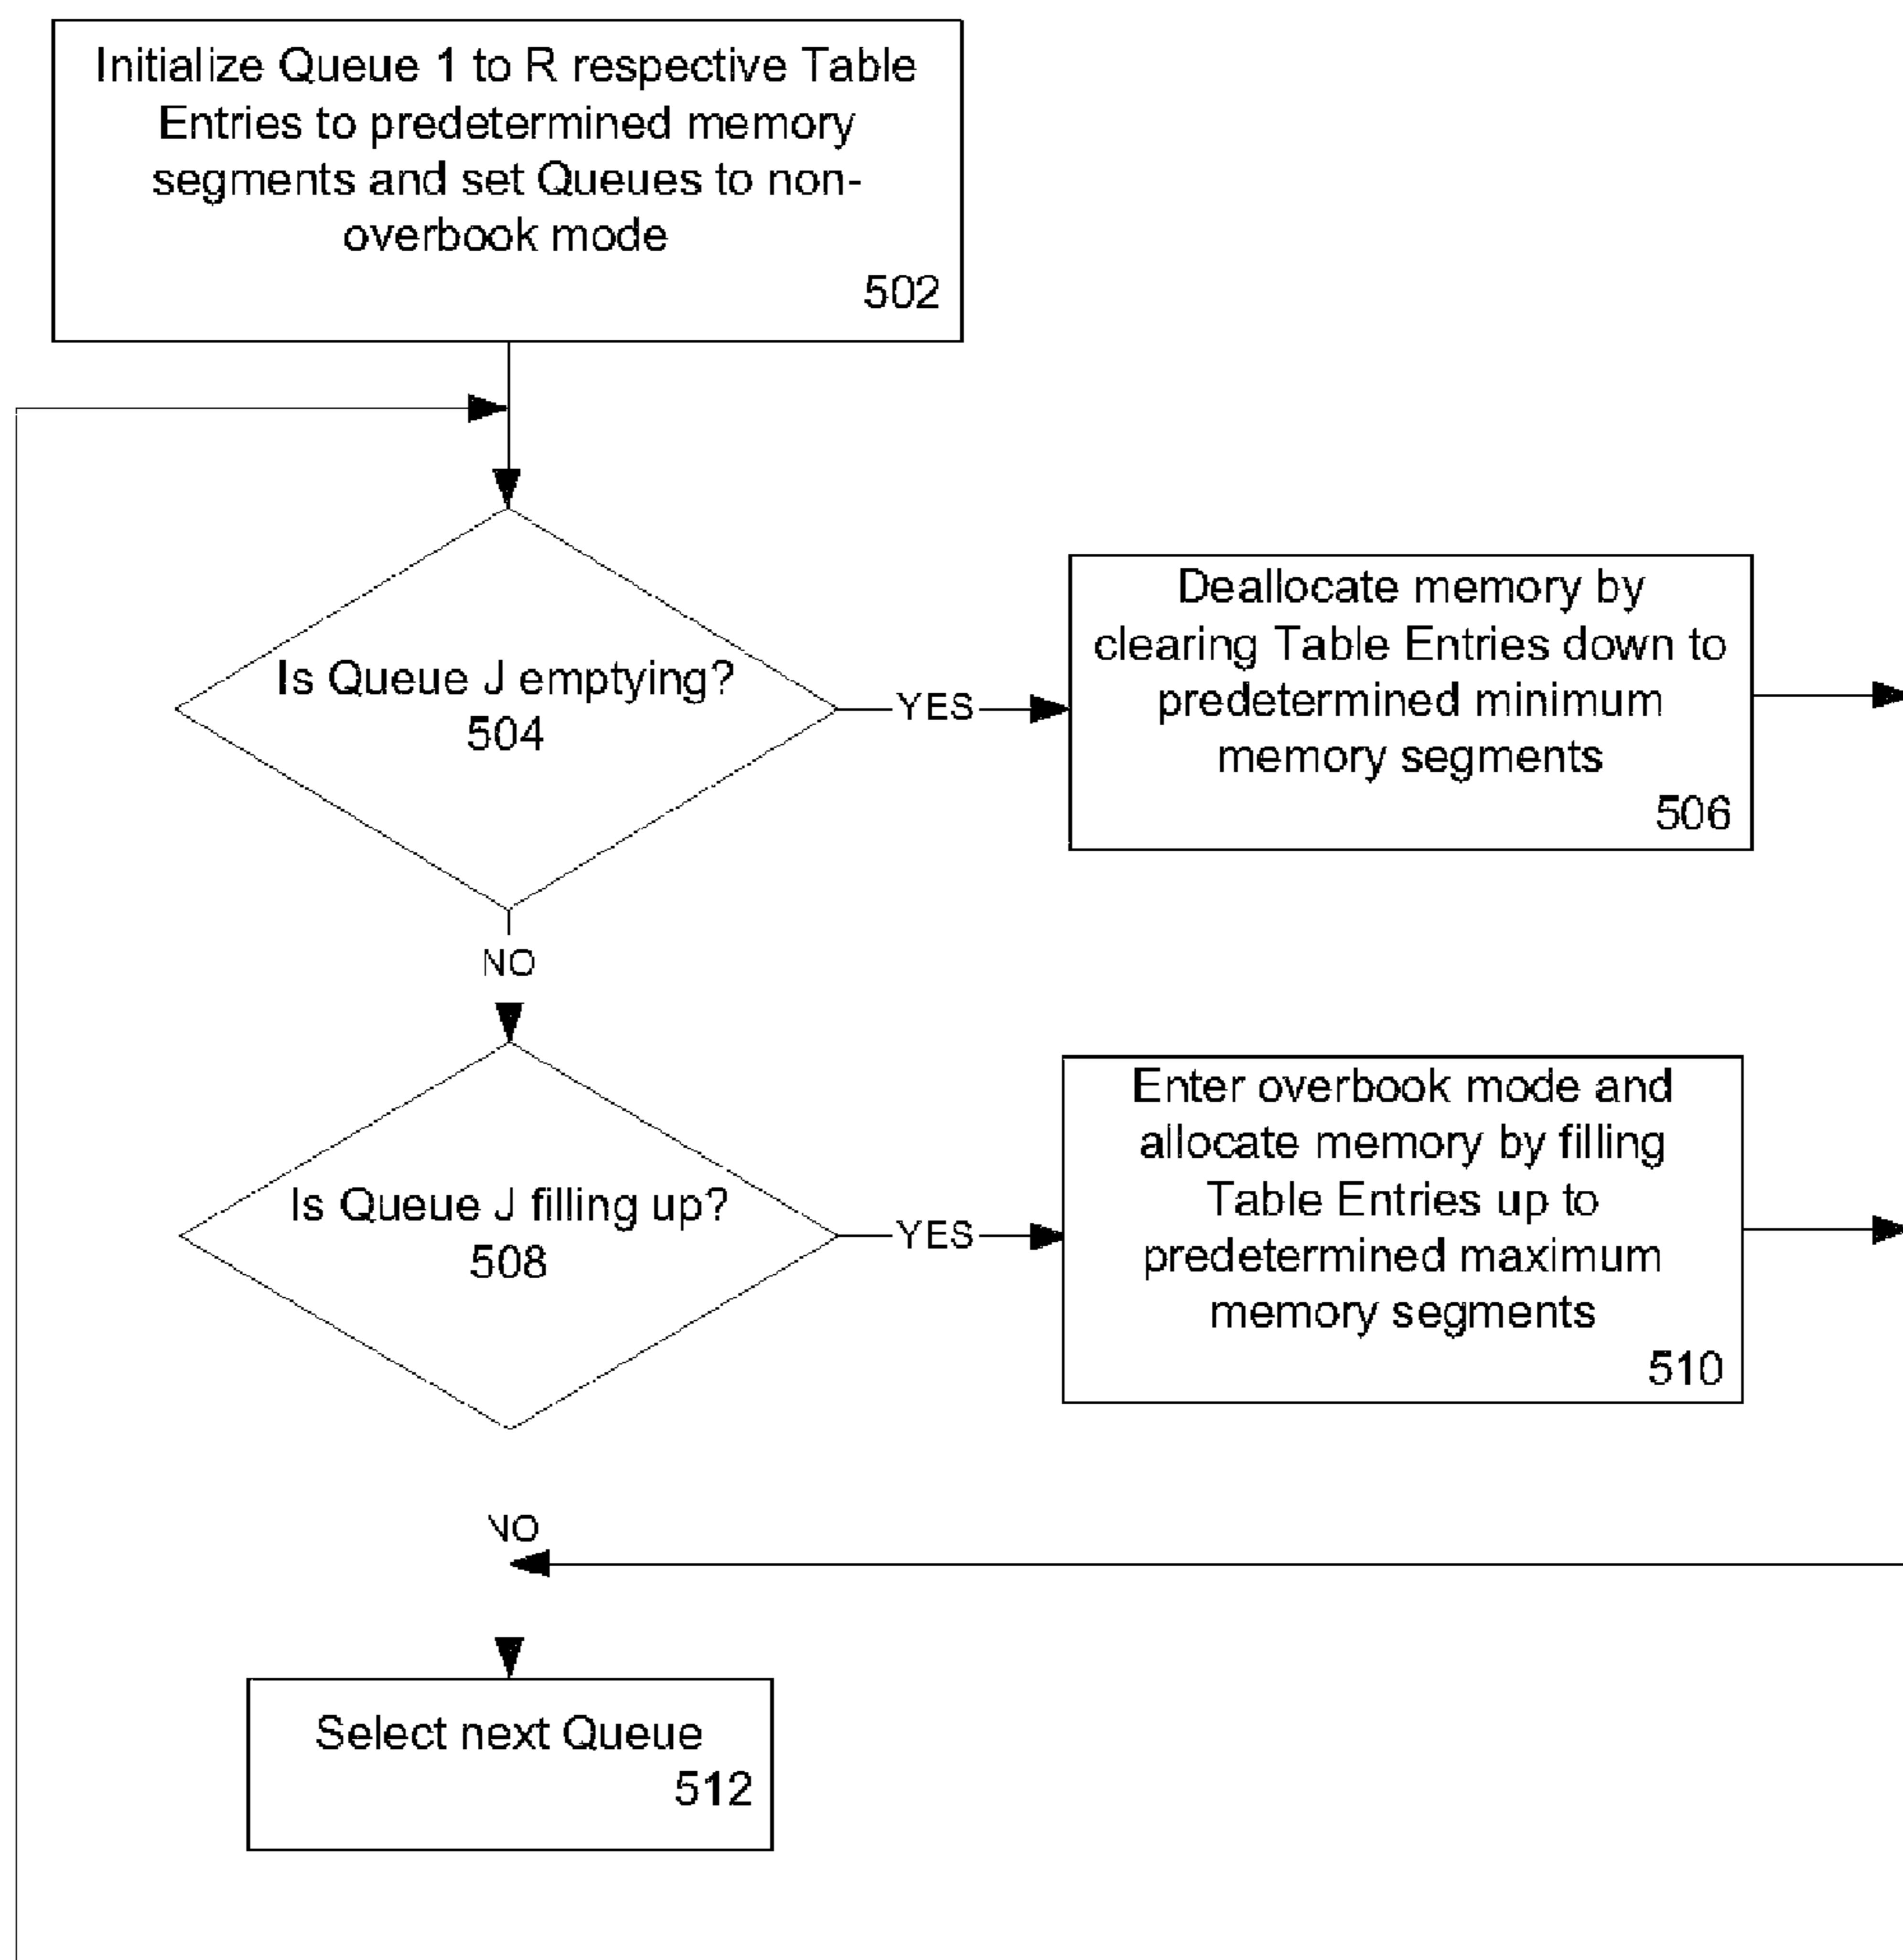 Initialize Queue 1 to R respective Table
Entries to predetermined memory
segments and set Queues to non-
overbook mode
502
Is Queue J emptying?
504
YES
Deallocate memory by
clearing Table Entries down to
predetermined minimum
memory segments
506
NO
Is Queue J filling up?
508
YES
Enter overbook mode and
allocate memory by filling
Table Entries up to
predetermined maximum
memory segments
510
NO
Select next Queue
512